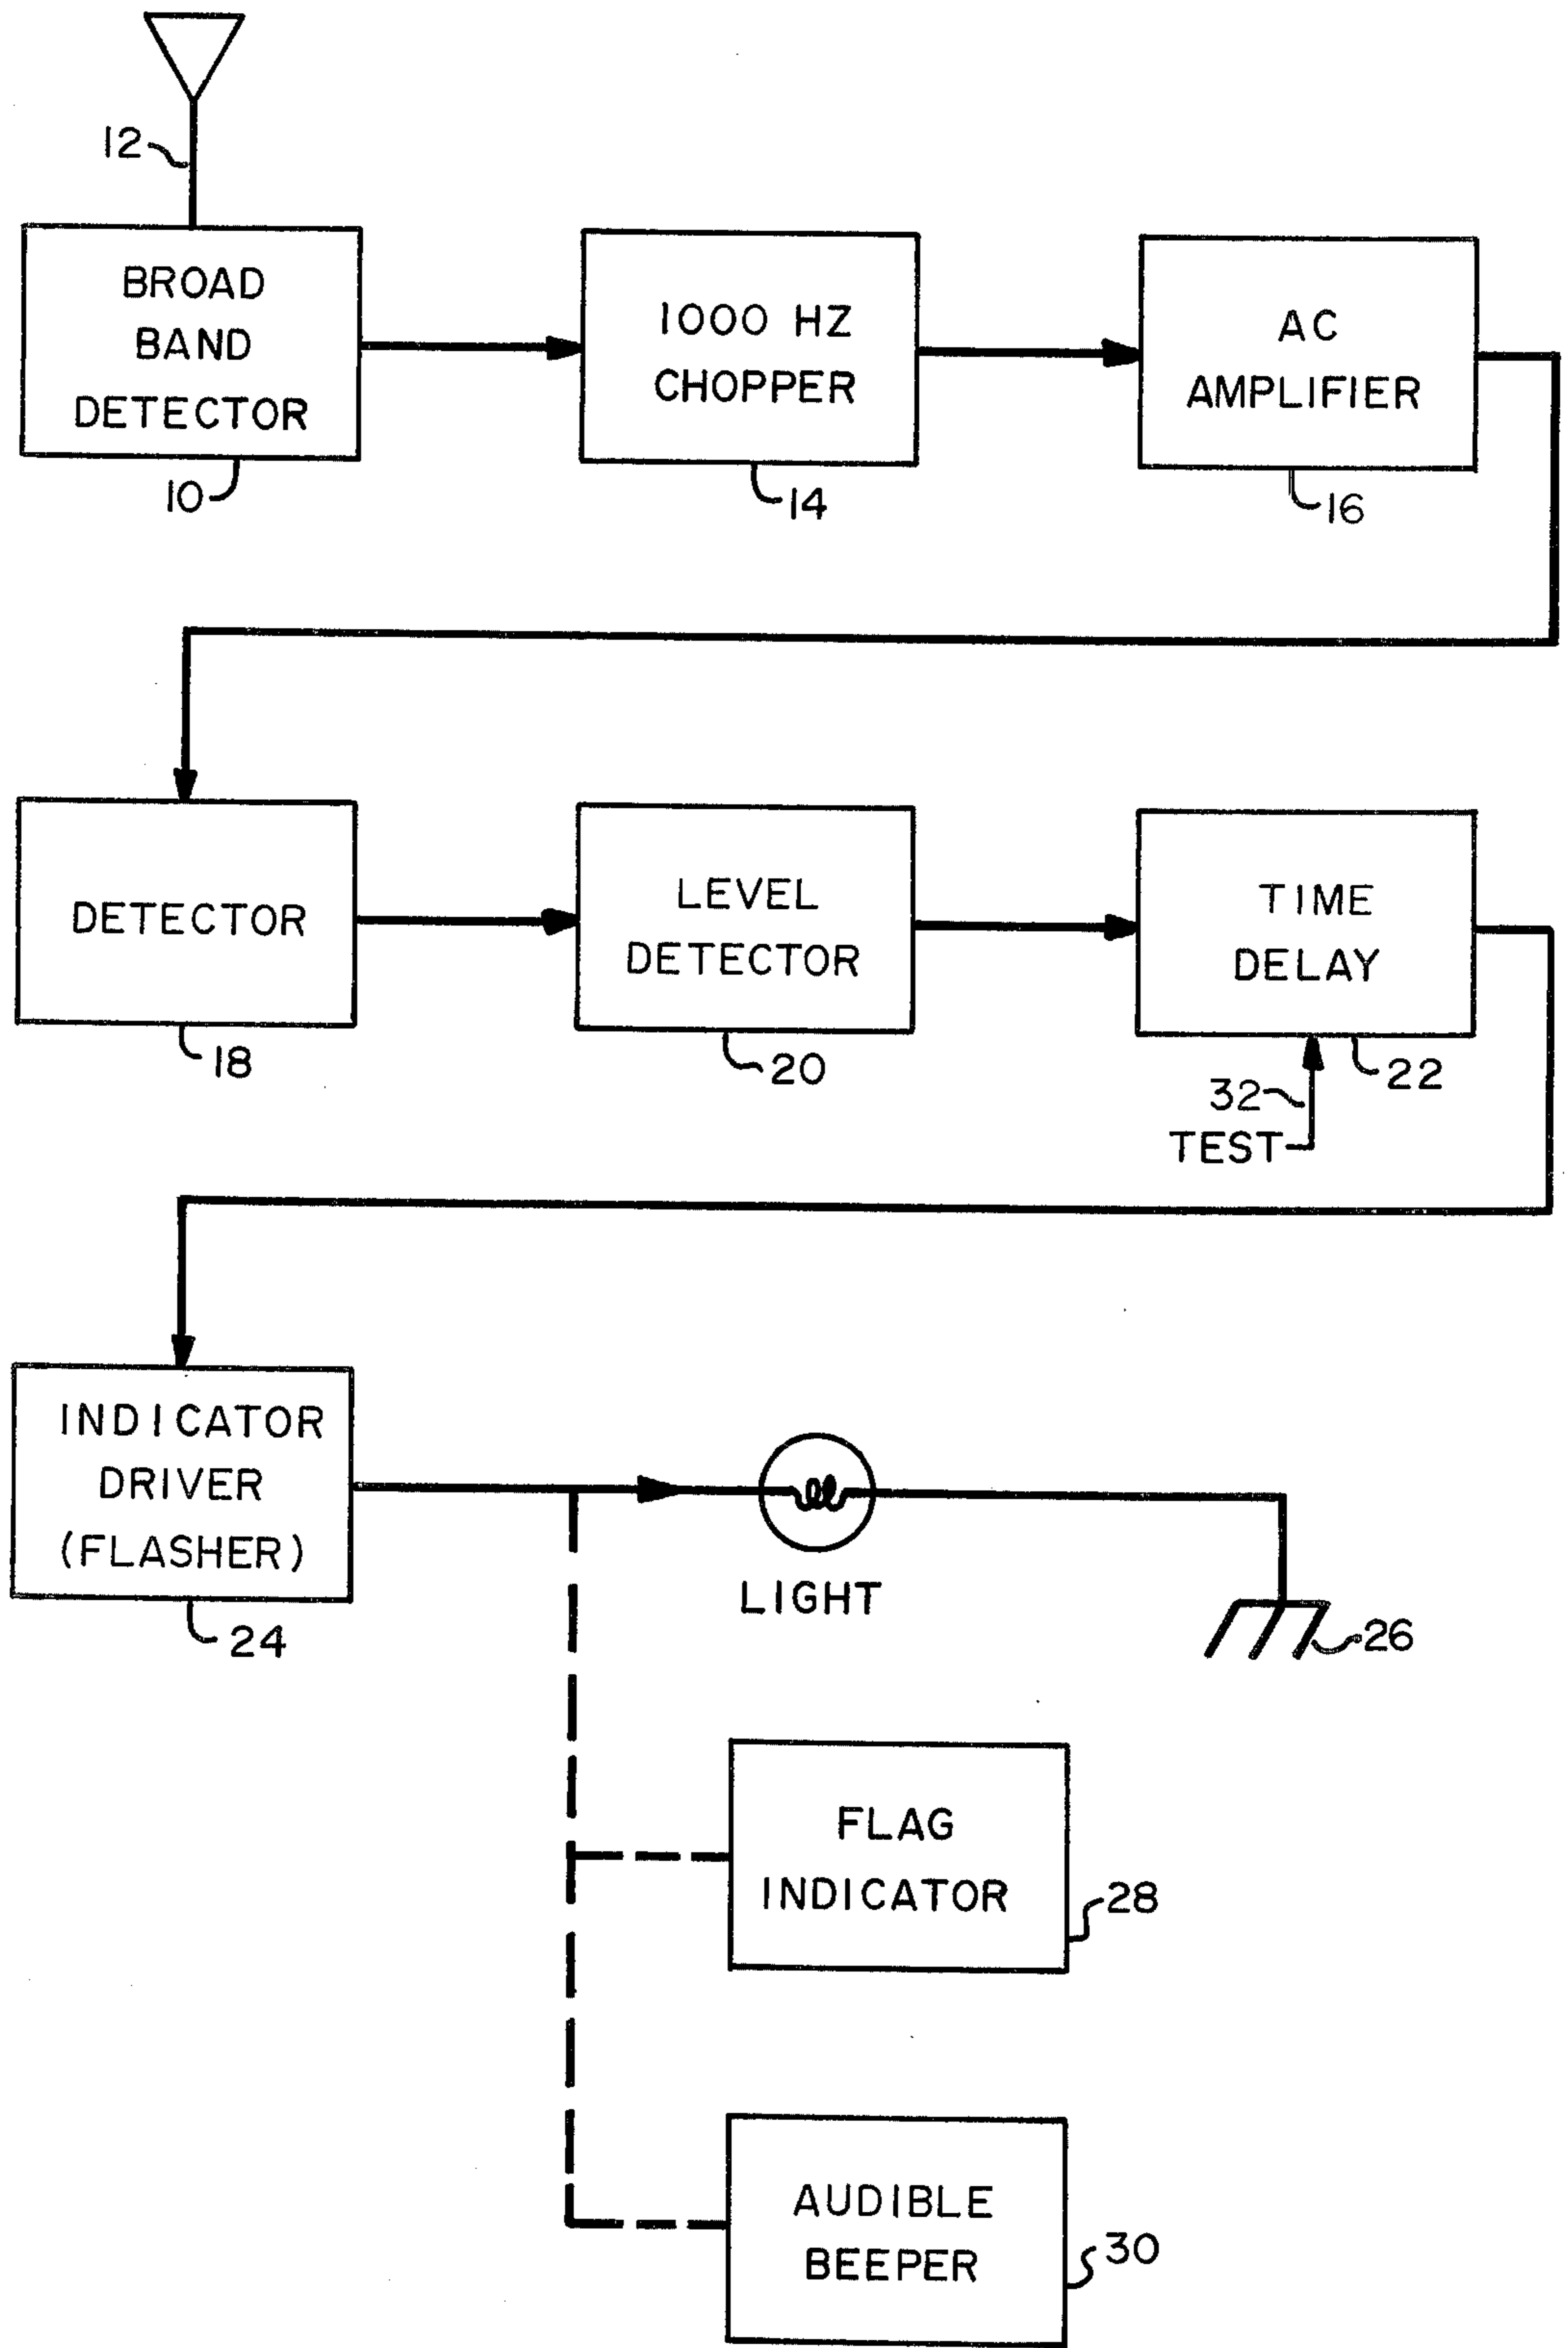 12
BROAD
BAND
DETECTOR
10
1000 HZ
CHOPPER
14
AC
AMPLIFIER
16
DETECTOR
18
LEVEL
DETECTOR
20
TIME
DELAY
22
32
TEST
INDICATOR
DRIVER
(FLASHER)
24
LIGHT
26
FLAG
INDICATOR
28
AUDIBLE
BEEPER
30